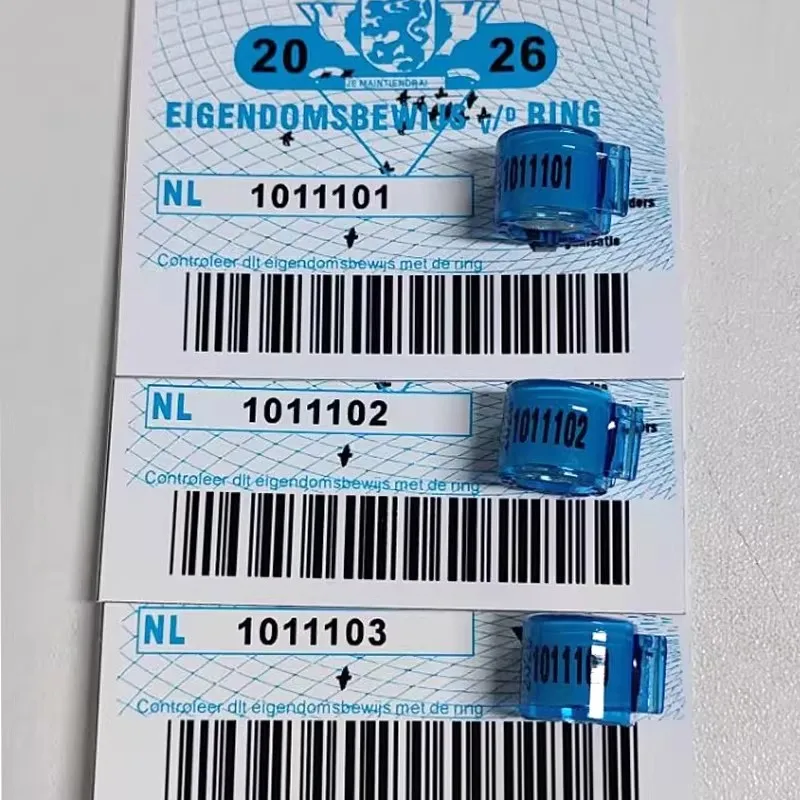 20 26
JE MAINTIENDRAI
EIGENDOMSBEWIJS v/D RING
NL 1011101
1011101
ders
Controleer dit eigendomsbewijs met de ring
NL 1011102
1011102
Controleer dit eigendomsbewijs met de ring
NL 1011103
Controleer dit eigendomsbewijs met de ring